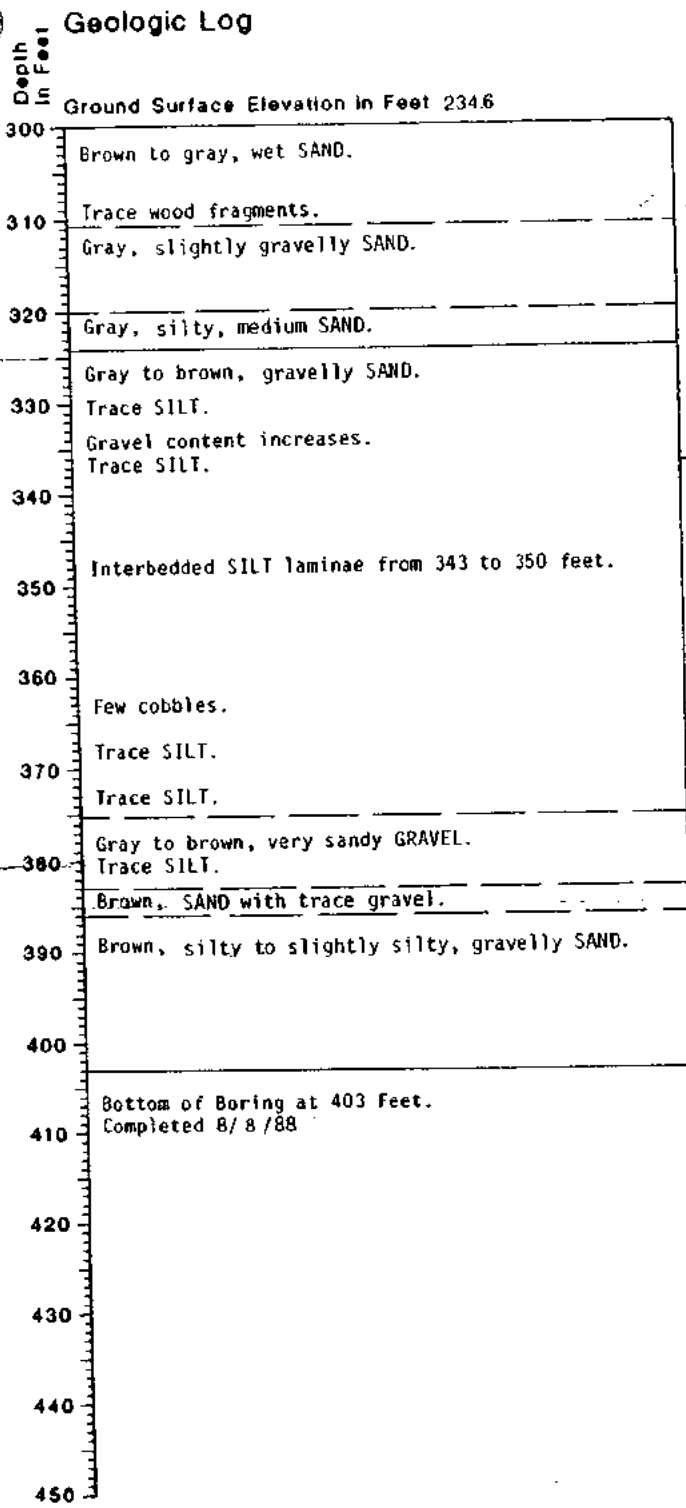 Geologic Log
Depth
In Feet
Ground Surface Elevation in Feet 234.6
300
Brown to gray, wet SAND.
Trace wood fragments.
310
Gray, slightly gravelly SAND.
320
Gray, silty, medium SAND.
Gray to brown, gravelly SAND.
330
Trace SILT.
Gravel content increases.
Trace SILT.
340
Interbedded SILT laminae from 343 to 350 feet.
350
360
Few cobbles.
Trace SILT.
370
Trace SILT.
Gray to brown, very sandy GRAVEL.
380
Trace SILT.
Brown, SAND with trace gravel.
390
Brown, silty to slightly silty, gravelly SAND.
400
Bottom of Boring at 403 Feet.
Completed 8/8/88
410
420
430
440
450